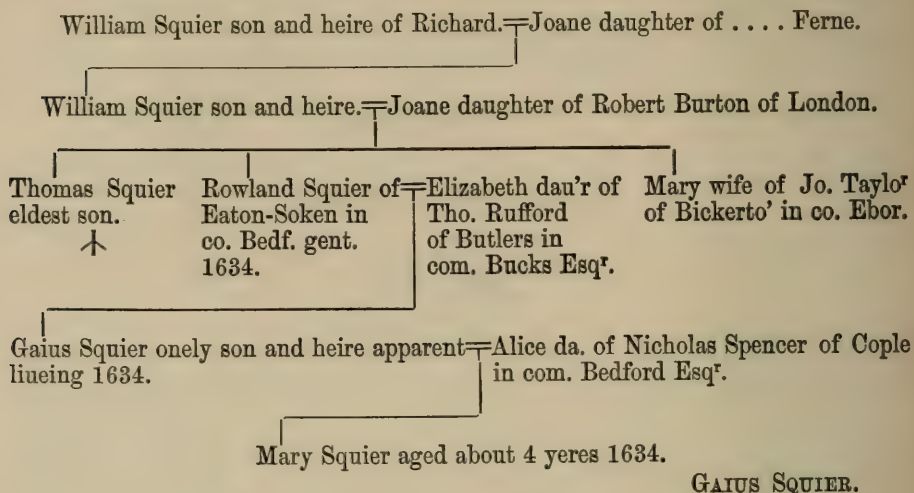 William Squier son and heire of Richard.=Joane daughter of . . . . Ferne.
William Squier son and heire.=Joane daughter of Robert Burton of London.
Thomas Squier
eldest son.
Rowland Squier of=
Eaton-Soken in
co. Bedf. gent.
1634.
Elizabeth dau'r of
Tho. Rufford
of Butlers in
com. Bucks Esqʳ.
Mary wife of Jo. Tayloʳ
of Bickerto' in co. Ebor.
Gaius Squier onely son and heire apparent=
liueing 1634.
Alice da. of Nicholas Spencer of Cople
in com. Bedford Esqʳ.
Mary Squier aged about 4 yeres 1634.
GAIUS SQUIER.